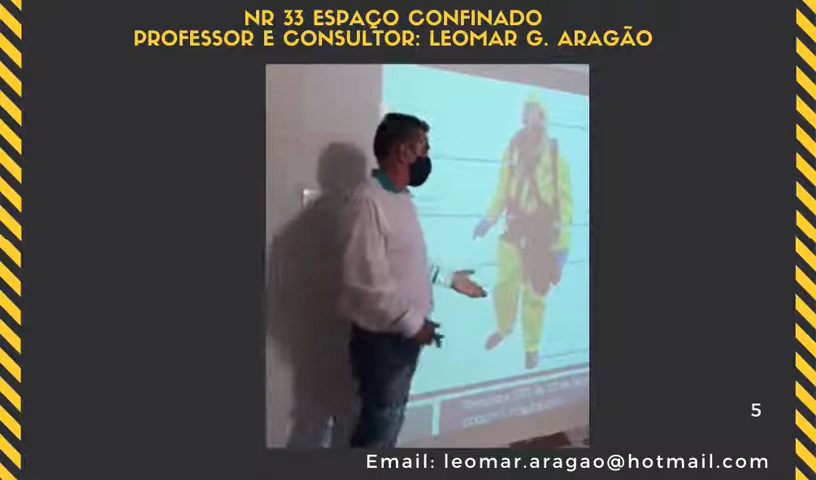 NR 33 ESPAÇO CONFINADO
PROFESSOR E CONSULTOR: LEOMAR G. ARAGÃO
5
Email: leomar.aragao@hotmail.com